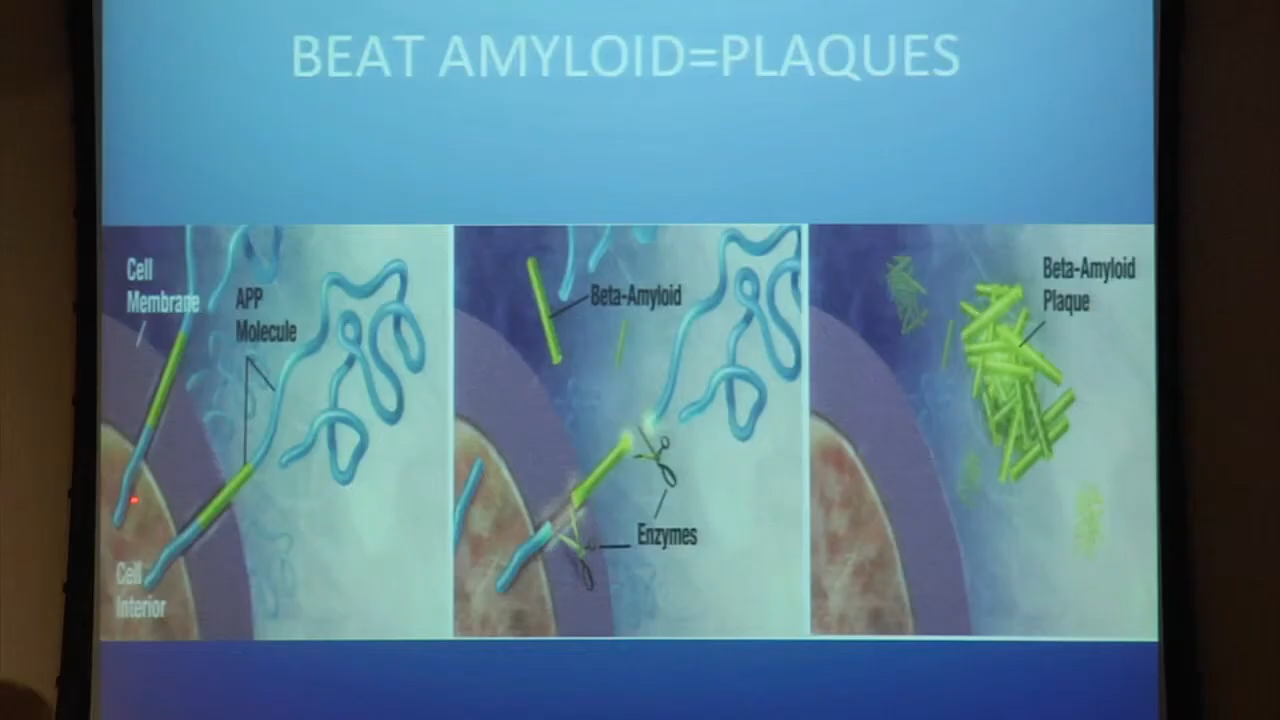 BEAT AMYLOID=PLAQUES
Cell
Membrane
APP
Molecule
Cell
Interior
Beta-Amyloid
Enzymes
Beta-Amyloid
Plaque